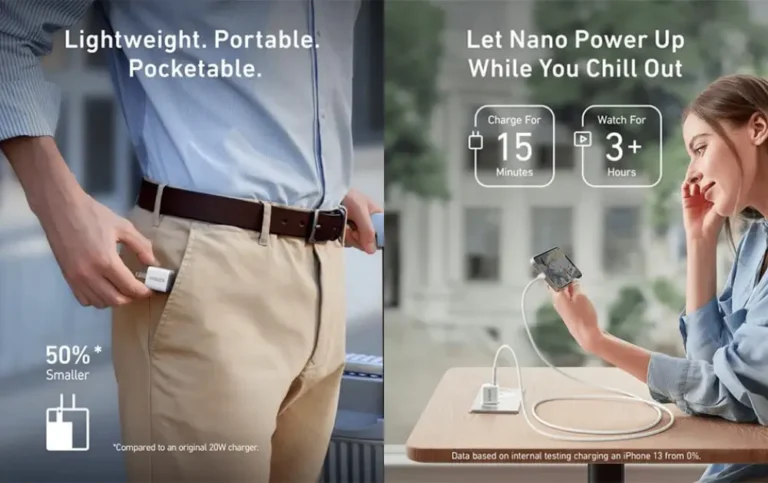 Lightweight. Portable.
Pocketable.
50%*
Smaller
*Compared to an original 20W charger.
Let Nano Power Up
While You Chill Out
Charge For
15
Minutes
Watch For
3+
Hours
Data based on internal testing charging an iPhone 13 from 0%.